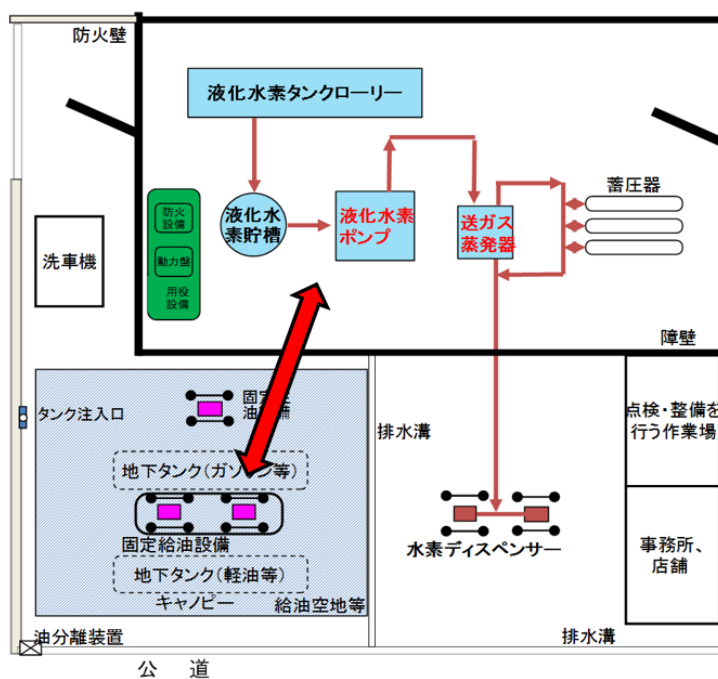 防火壁
液化水素タンクローリー
蓄圧器
防火
設備
動力盤
用役
設備
液化水
素貯槽
液化水素
ポンプ
送ガス
蒸発器
洗車機
障壁
タンク注入口
固定
油
備
地下タンク(ガソ
ン等)
固定給油設備
地下タンク(軽油等)
キャノピー
給油空地等
油分離装置
排水溝
水素ディスペンサー
点検・整備を
行う作業場
事務所、
店舗
排水溝
公 道